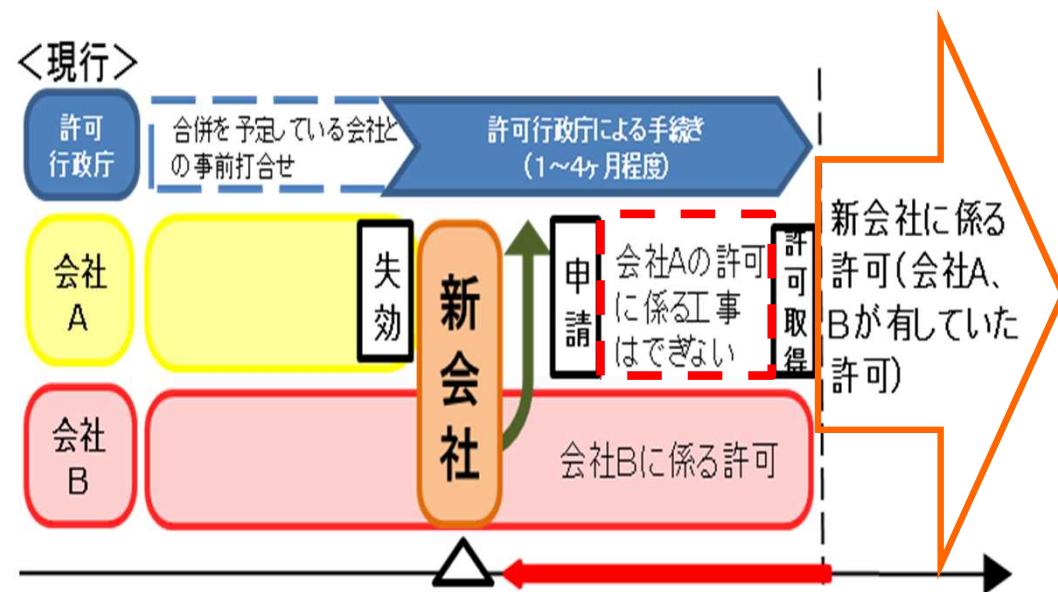 ＜現行＞
許可
行政庁
合併を予定している会社と
の事前打合せ
許可行政庁による手続き
(1～4ヶ月程度)
会社
A
失効
新会社
申請
会社Aの許可
に係る工事
はできない
許可取得
新会社に係る
許可(会社A、
Bが有していた
許可)
会社
B
会社Bに係る許可